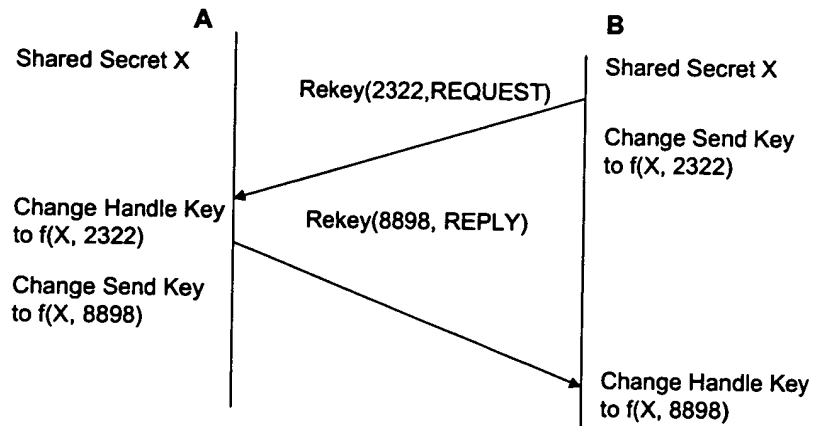 A
B
Shared Secret X
Shared Secret X
Rekey(2322,REQUEST)
Change Send Key
to f(X, 2322)
Change Handle Key
to f(X, 2322)
Rekey(8898, REPLY)
Change Send Key
to f(X, 8898)
Change Handle Key
to f(X, 8898)